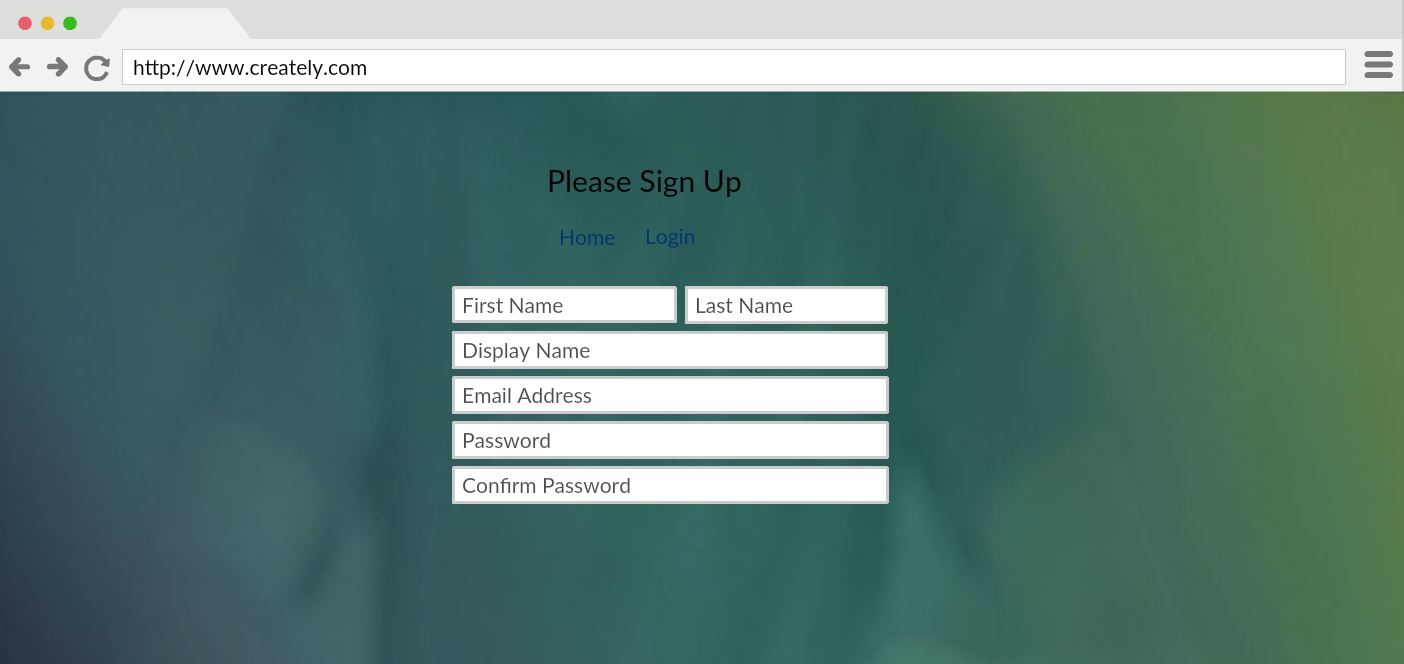 http://www.creately.com
Please Sign Up
Home Login
First Name Last Name
Display Name
Email Address
Password
Confirm Password